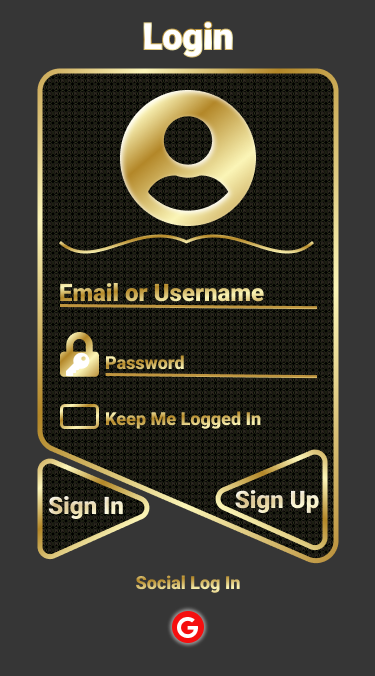 Login
Email or Username
Password
Keep Me Logged In
Sign In
Sign Up
Social Log In
G